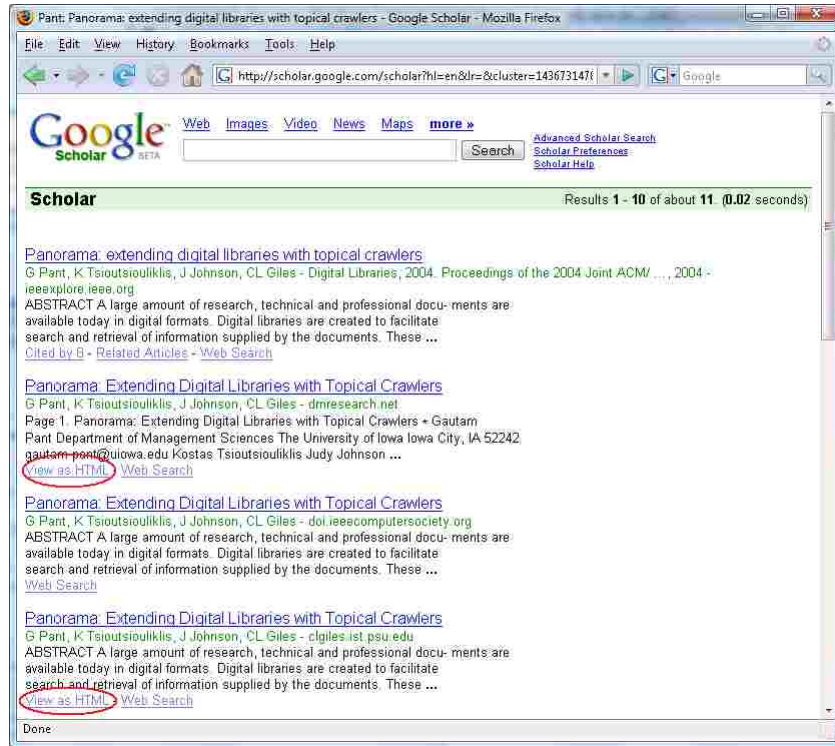 Pant: Panorama: extending digital libraries with topical crawlers - Google Scholar - Mozilla Firefox
File Edit View History Bookmarks Tools Help
http://scholar.google.com/scholar?hl=en&lr=&cluster=1436731478 Google
Web Images Video News Maps more »
Google Scholar BETA
Search
Advanced Scholar Search
Scholar Preferences
Scholar Help
Scholar Results 1 - 10 of about 11. (0.02 seconds)
Panorama: extending digital libraries with topical crawlers
G Pant, K Tsioutsiouliklis, J Johnson, CL Giles - Digital Libraries, 2004. Proceedings of the 2004 Joint ACM/ ..., 2004 -
ieeexplore.ieee.org
ABSTRACT A large amount of research, technical and professional docu- ments are
available today in digital formats. Digital libraries are created to facilitate
search and retrieval of information supplied by the documents. These ...
Cited by 8 - Related Articles - Web Search
Panorama: Extending Digital Libraries with Topical Crawlers
G Pant, K Tsioutsiouliklis, J Johnson, CL Giles - dmresearch.net
Page 1. Panorama: Extending Digital Libraries with Topical Crawlers ∗ Gautam
Pant Department of Management Sciences The University of Iowa Iowa City, IA 52242
gautam-pant@uiowa.edu Kostas Tsioutsiouliklis Judy Johnson ...
View as HTML - Web Search
Panorama: Extending Digital Libraries with Topical Crawlers
G Pant, K Tsioutsiouliklis, J Johnson, CL Giles - doi.ieeecomputersociety.org
ABSTRACT A large amount of research, technical and professional docu- ments are
available today in digital formats. Digital libraries are created to facilitate
search and retrieval of information supplied by the documents. These ...
Web Search
Panorama: Extending Digital Libraries with Topical Crawlers
G Pant, K Tsioutsiouliklis, J Johnson, CL Giles - clgiles.ist.psu.edu
ABSTRACT A large amount of research, technical and professional docu- ments are
available today in digital formats. Digital libraries are created to facilitate
search and retrieval of information supplied by the documents. These ...
View as HTML - Web Search
Done